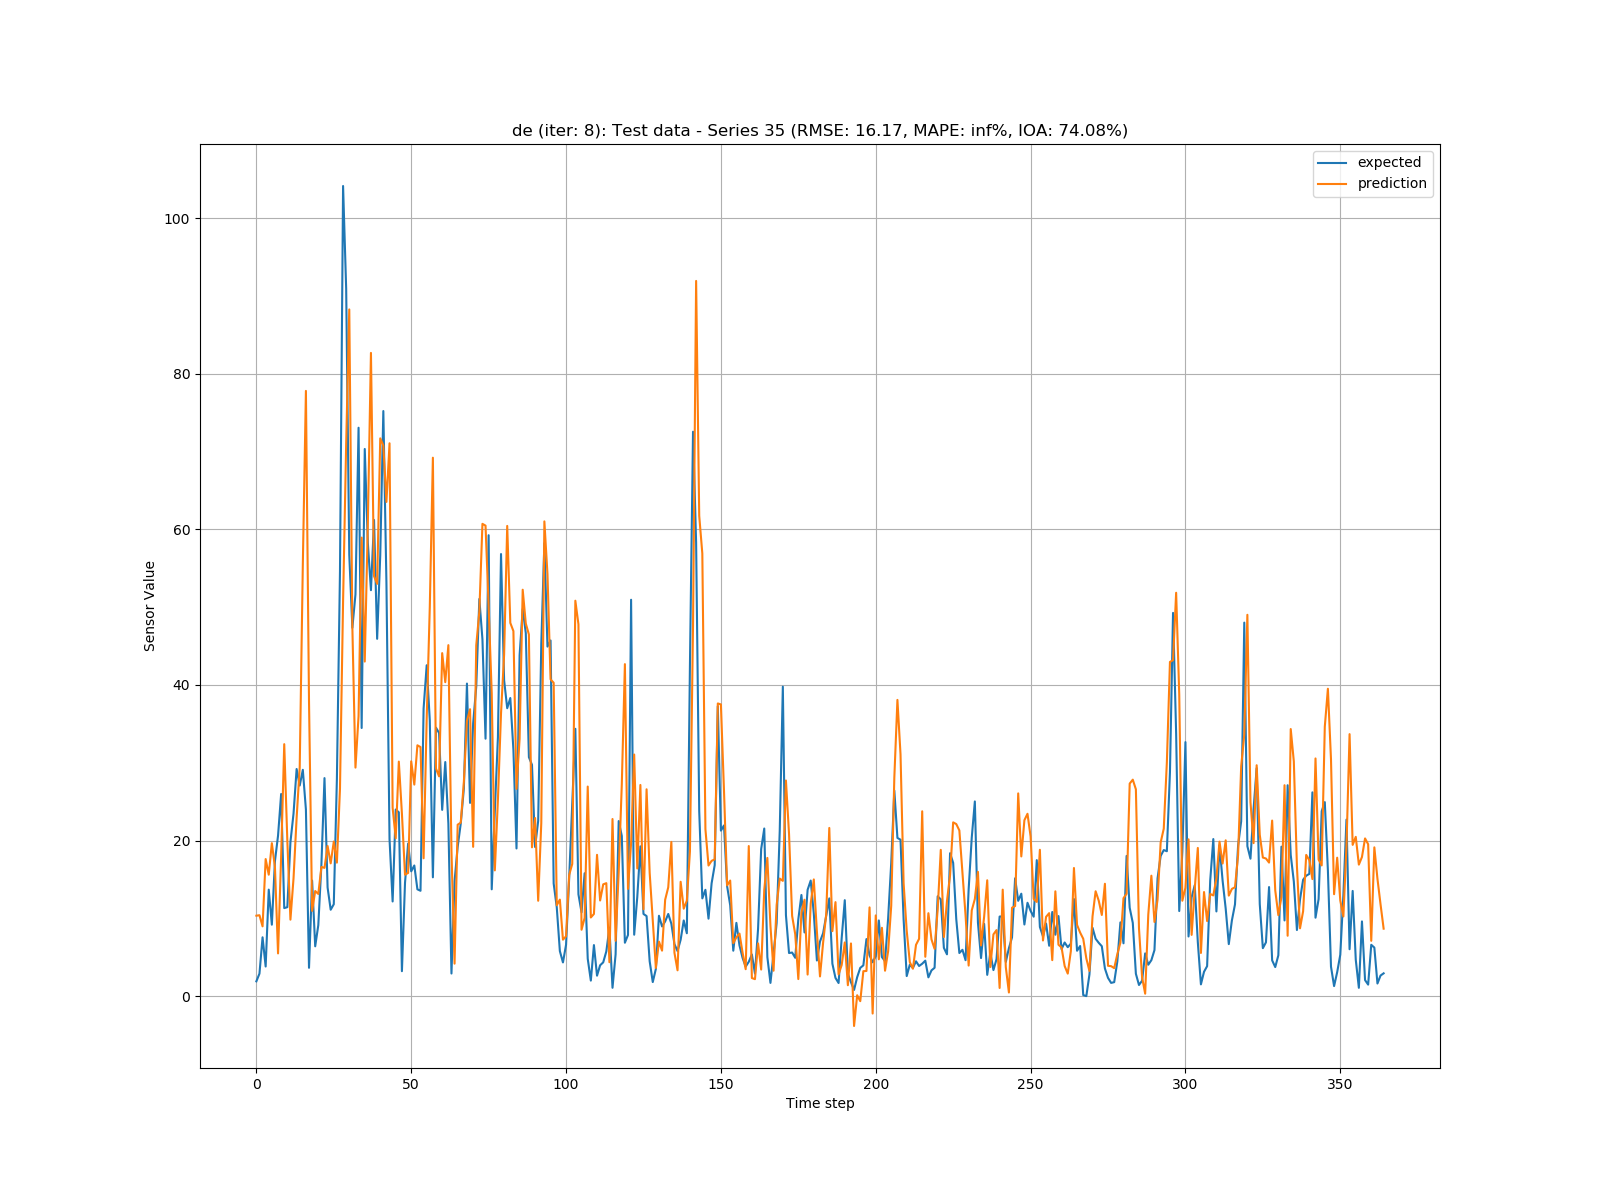 de (iter: 8): Test data - Series 35 (RMSE: 16.17, MAPE: inf%, IOA: 74.08%)
expected
prediction
100
80
60
40
20
0
Sensor Value
0 50 100 150 200 250 300 350
Time step